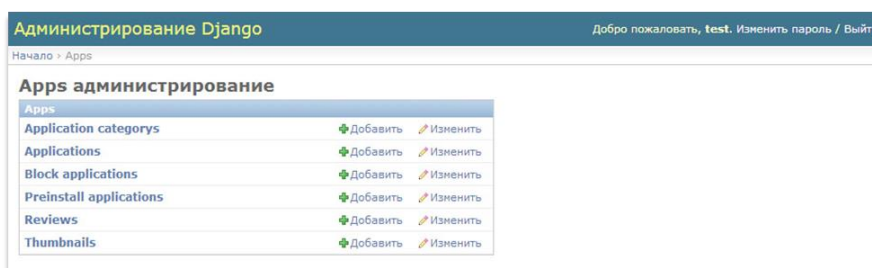 Администрирование Django
Добро пожаловать, test. Изменить пароль / Выйт
Начало › Apps
Apps администрирование
Apps
Application categorys Добавить Изменить
Applications Добавить Изменить
Block applications Добавить Изменить
Preinstall applications Добавить Изменить
Reviews Добавить Изменить
Thumbnails Добавить Изменить